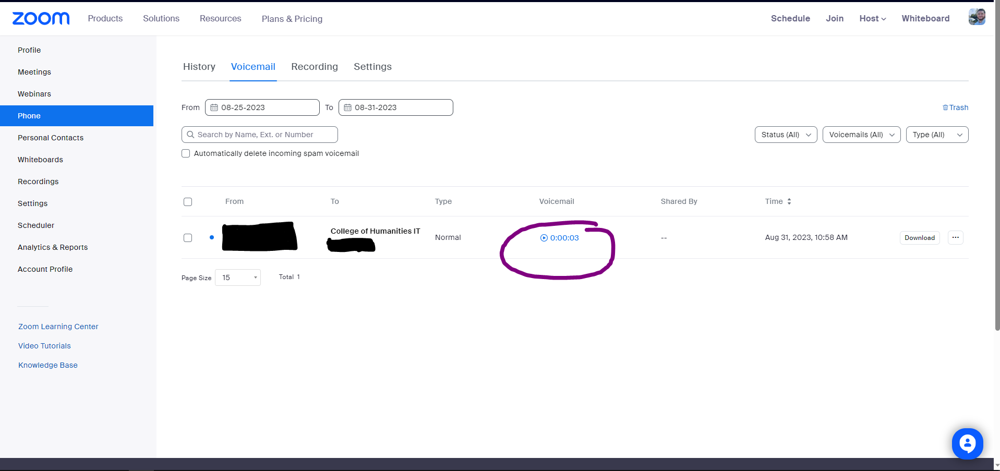 zoom Products Solutions Resources Plans & Pricing Schedule Join Host Whiteboard
Profile
Meetings
Webinars
Phone
Personal Contacts
Whiteboards
Recordings
Settings
Scheduler
Analytics & Reports
Account Profile
Zoom Learning Center
Video Tutorials
Knowledge Base
History Voicemail Recording Settings
From 08-25-2023 To 08-31-2023 Trash
Search by Name, Ext. or Number Status (All) Voicemails (All) Type (All)
Automatically delete incoming spam voicemail
From To Type Voicemail Shared By Time
College of Humanities IT
Normal 0:00:03 -- Aug 31, 2023, 10:58 AM Download ...
Page Size 15 Total 1